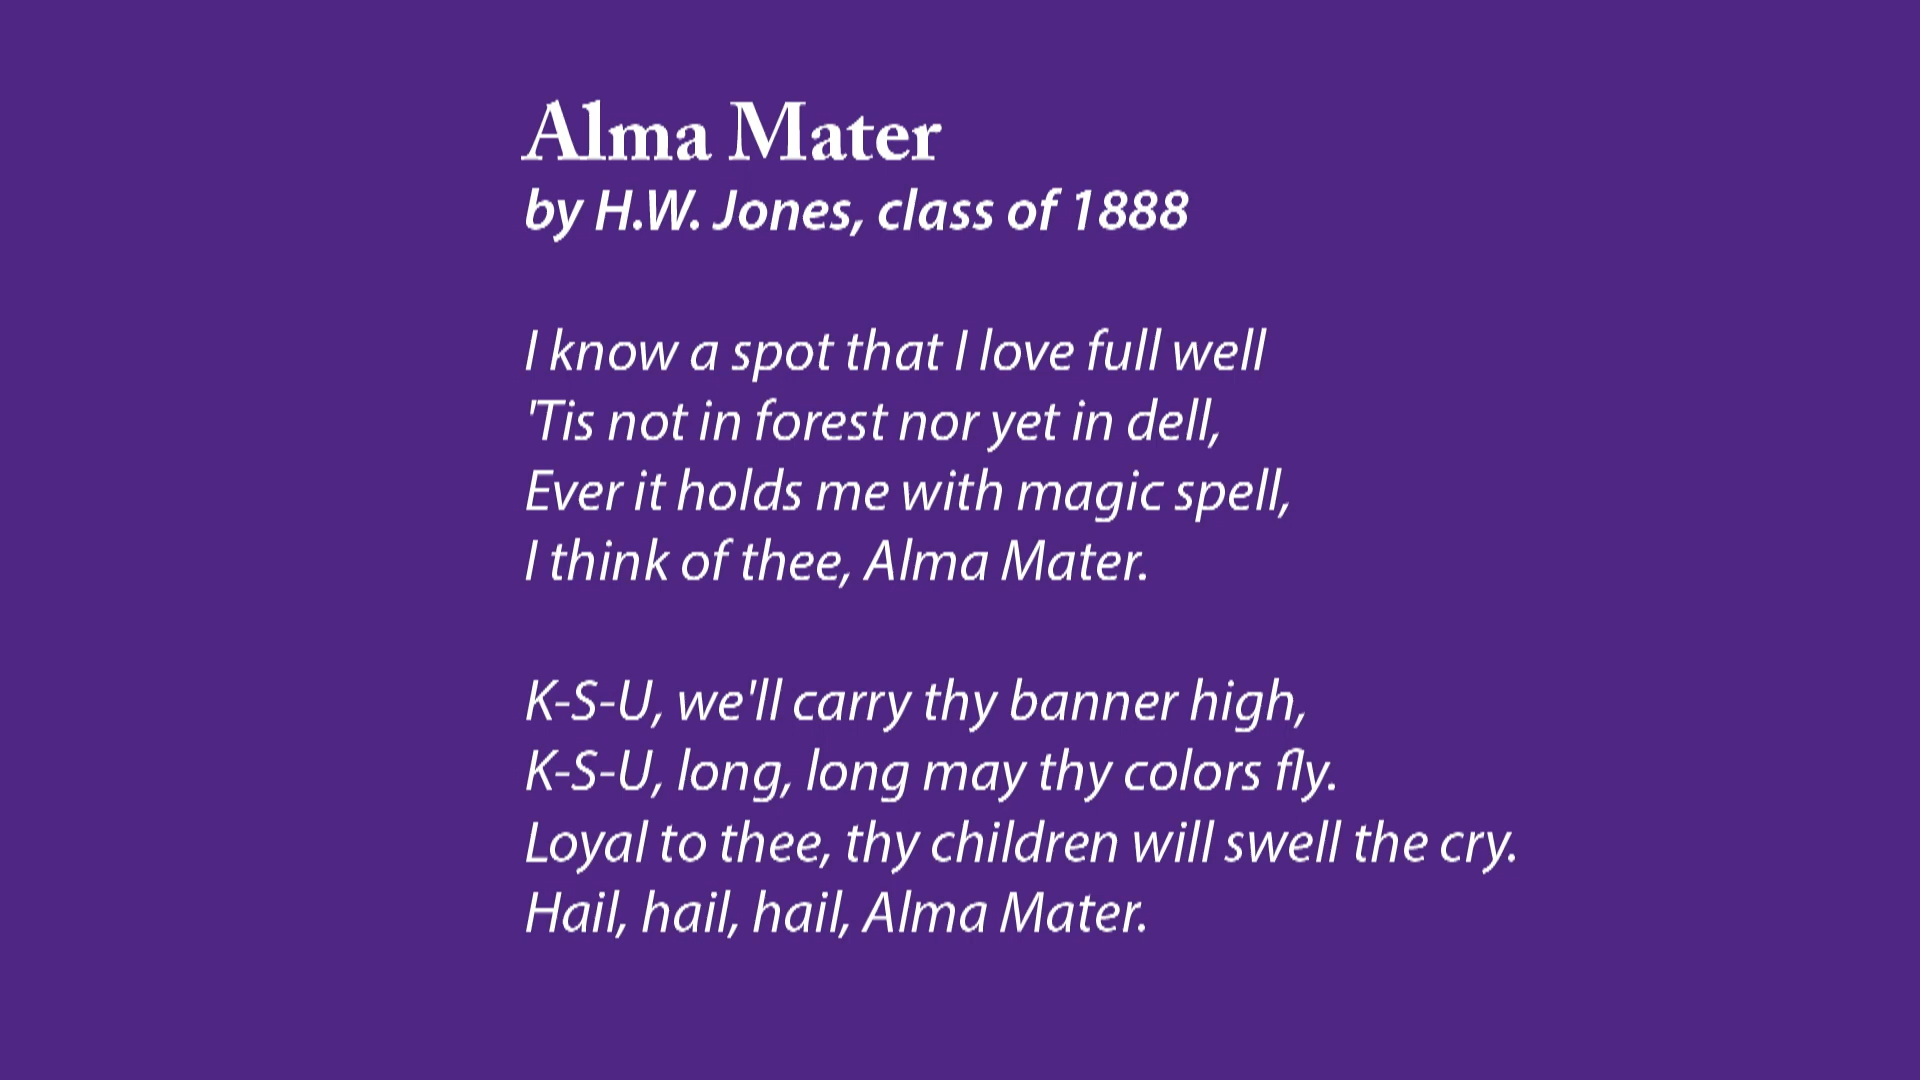 Alma Mater
by H.W. Jones, class of 1888
I know a spot that I love full well
'Tis not in forest nor yet in dell,
Ever it holds me with magic spell,
I think of thee, Alma Mater.
K-S-U, we'll carry thy banner high,
K-S-U, long, long may thy colors fly.
Loyal to thee, thy children will swell the cry.
Hail, hail, hail, Alma Mater.